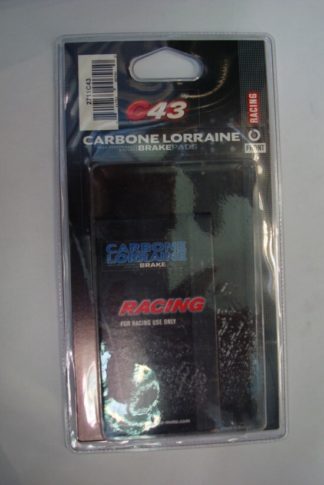 2711C43
C43
RACING
CARBONE LORRAINE
BRAKE PADS
FRONT
CARBONE
LORRAINE
BRAKE
RACING
FOR RACING USE ONLY